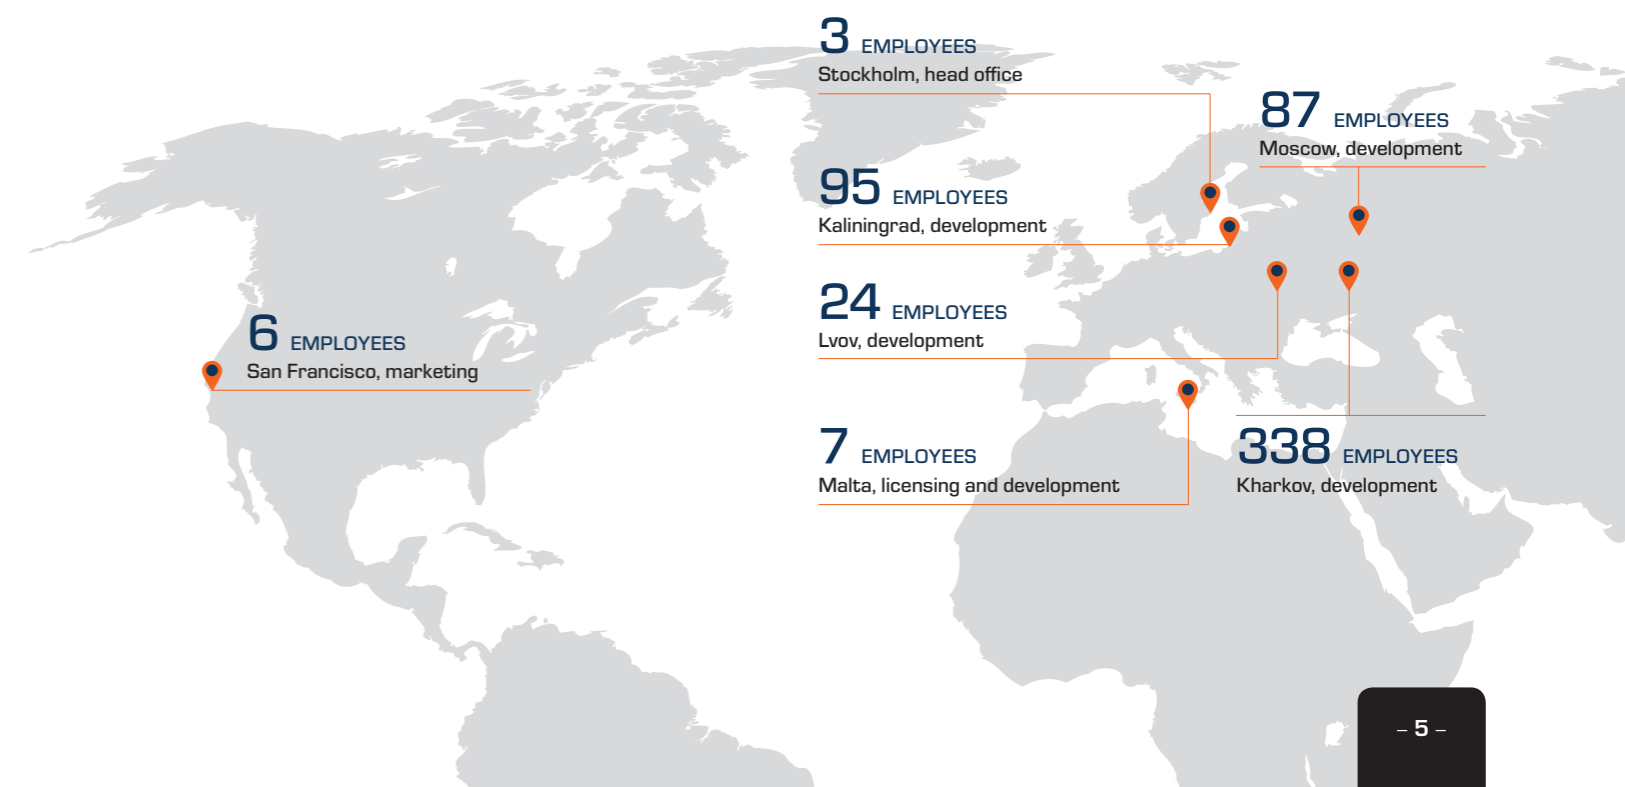 3 EMPLOYEES
Stockholm, head office
87 EMPLOYEES
Moscow, development
95 EMPLOYEES
Kaliningrad, development
24 EMPLOYEES
Lvov, development
6 EMPLOYEES
San Francisco, marketing
7 EMPLOYEES
Malta, licensing and development
338 EMPLOYEES
Kharkov, development
– 5 –